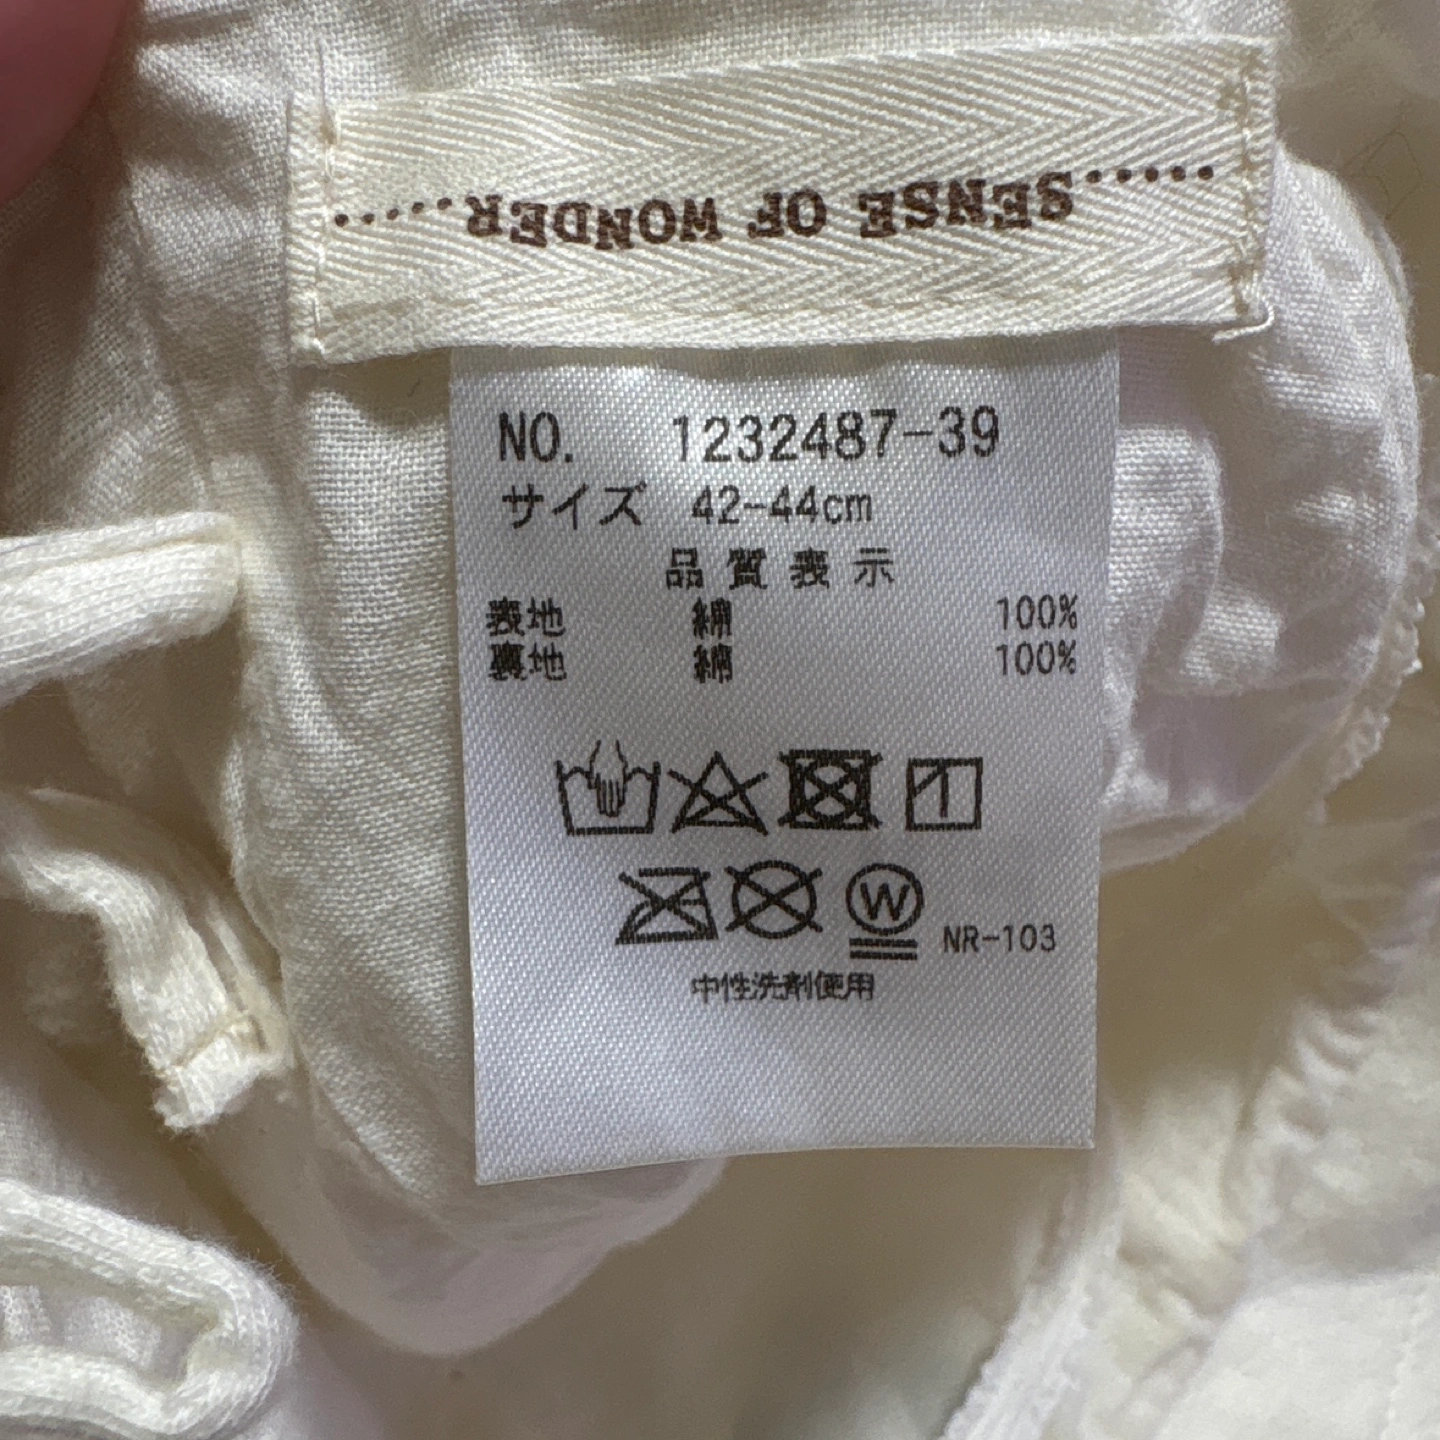 SENSE OF WONDER
NO. 1232487-39
サイズ 42-44cm
品質表示
表地 綿 100%
裏地 綿 100%
W NR-103
中性洗剤使用